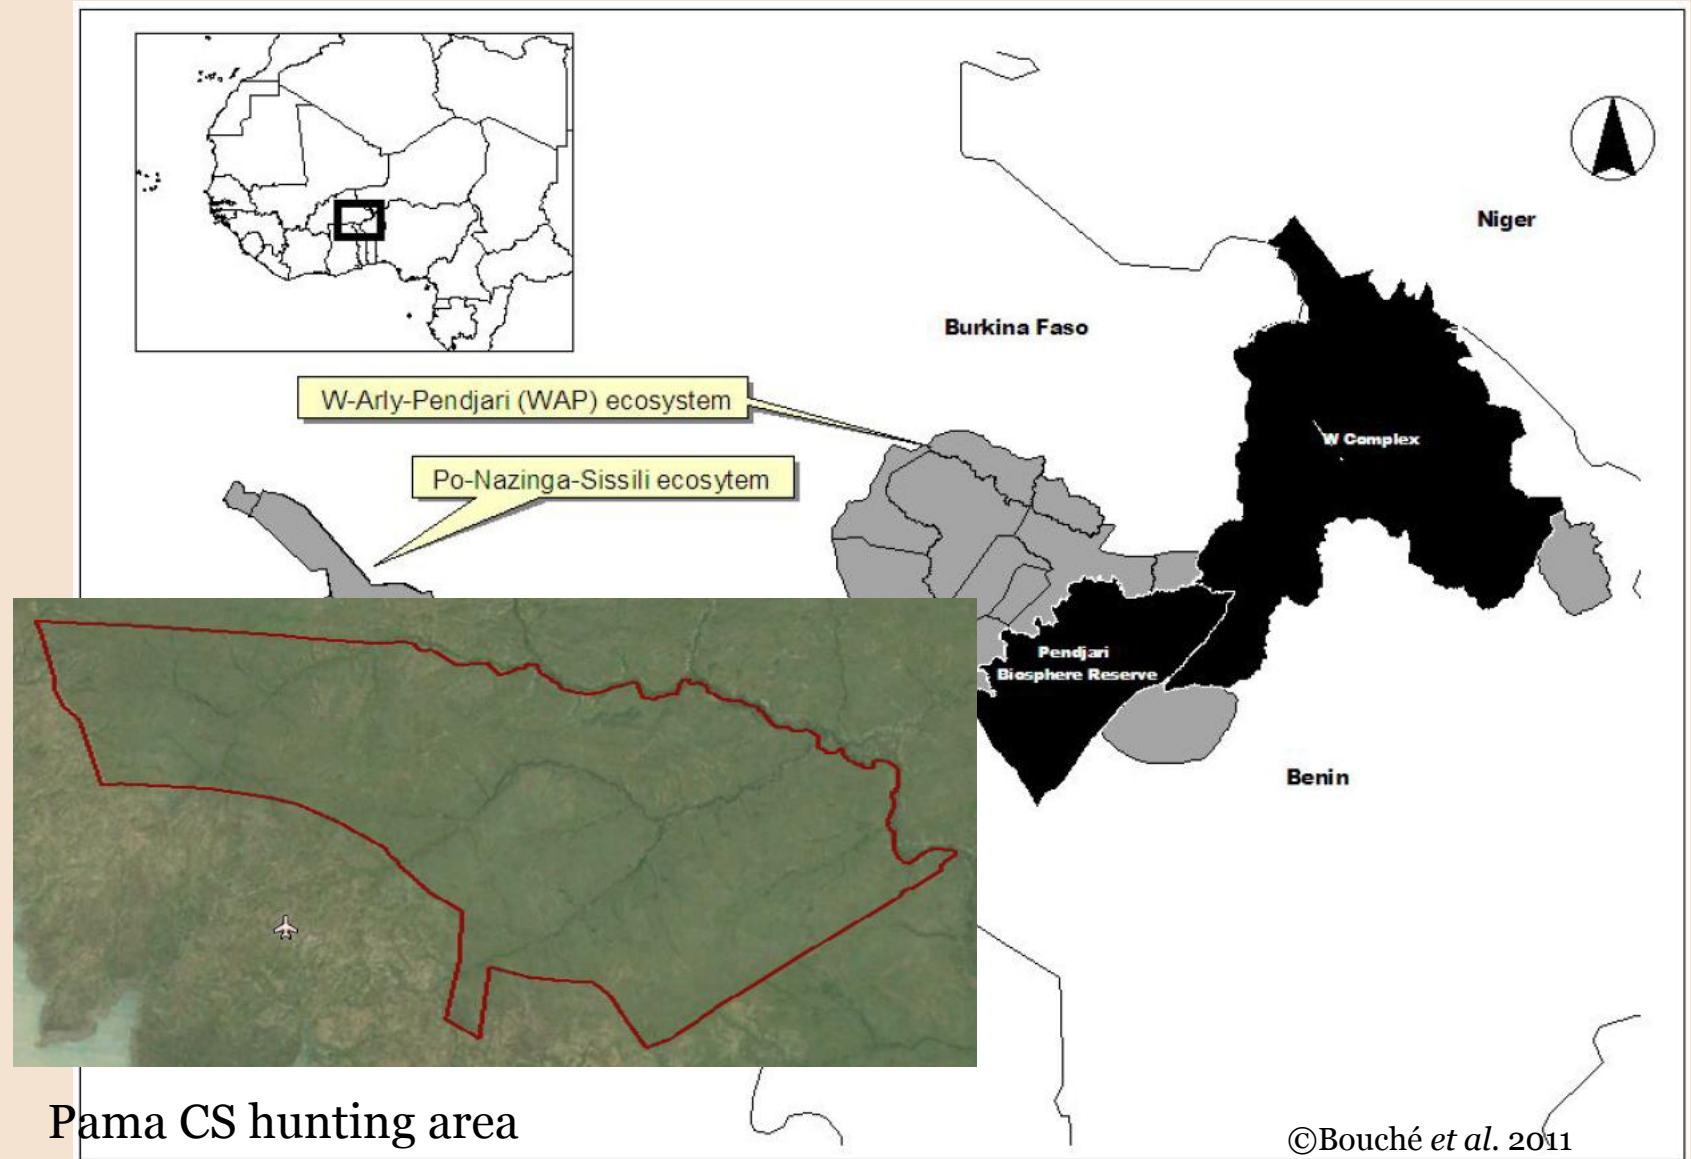 Niger
Burkina Faso
W-Arly-Pendjari (WAP) ecosystem
W Complex
Po-Nazinga-Sissili ecosytem
Pendjari
Biosphere Reserve
Benin
Pama CS hunting area
©Bouché et al. 2011